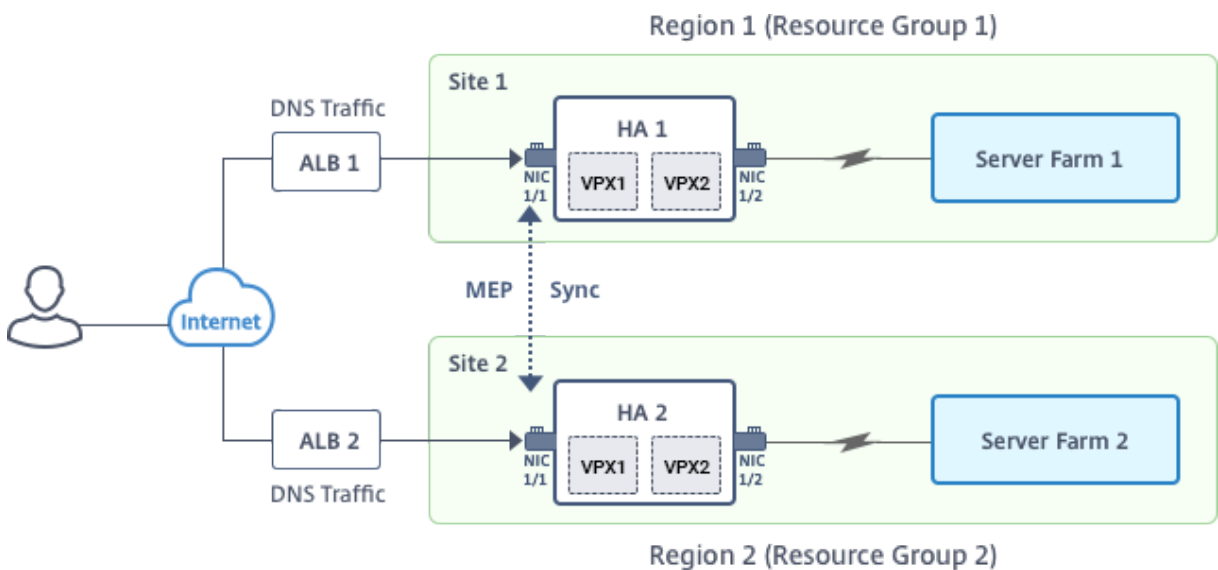 Region 1 (Resource Group 1)
Site 1
DNS Traffic
ALB 1
HA 1
VPX1
VPX2
NIC
1/1
NIC
1/2
Server Farm 1
MEP
Sync
Internet
Site 2
ALB 2
DNS Traffic
HA 2
VPX1
VPX2
NIC
1/1
NIC
1/2
Server Farm 2
Region 2 (Resource Group 2)